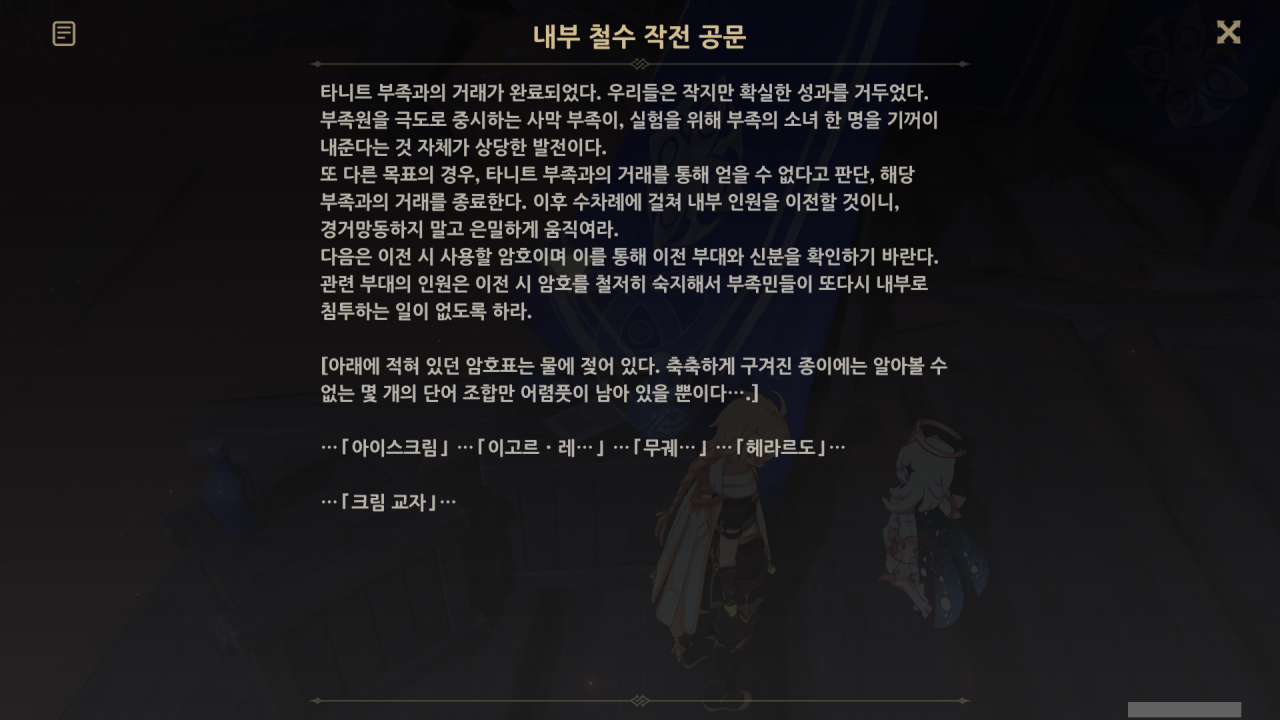 내부 철수 작전 공문
타니트 부족과의 거래가 완료되었다. 우리들은 작지만 확실한 성과를 거두었다.
부족원을 극도로 중시하는 사막 부족이, 실험을 위해 부족의 소녀 한 명을 기꺼이
내준다는 것 자체가 상당한 발전이다.
또 다른 목표의 경우, 타니트 부족과의 거래를 통해 얻을 수 없다고 판단, 해당
부족과의 거래를 종료한다. 이후 수차례에 걸쳐 내부 인원을 이전할 것이니,
경거망동하지 말고 은밀하게 움직여라.
다음은 이전 시 사용할 암호이며 이를 통해 이전 부대와 신분을 확인하기 바란다.
관련 부대의 인원은 이전 시 암호를 철저히 숙지해서 부족민들이 또다시 내부로
침투하는 일이 없도록 하라.
[아래에 적혀 있던 암호표는 물에 젖어 있다. 축축하게 구겨진 종이에는 알아볼 수
없는 몇 개의 단어 조합만 어렴풋이 남아 있을 뿐이다….]
…「아이스크림」…「이고르·레…」…「무궤…」…「헤라르도」…
…「크림 교자」…